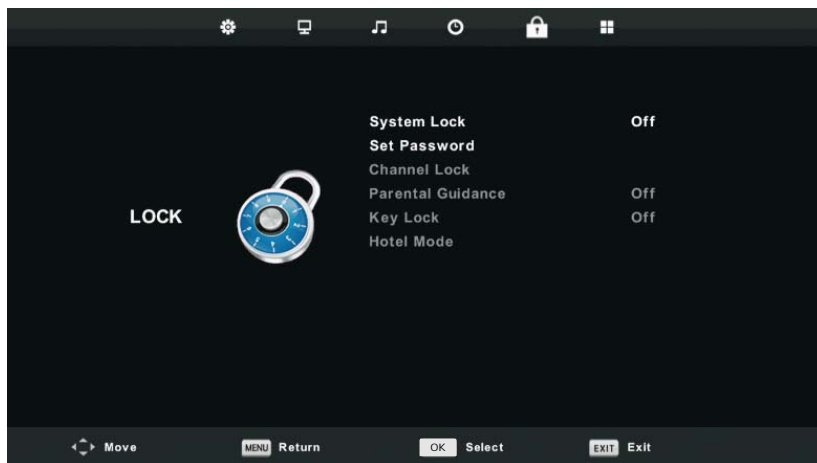 System Lock Off
Set Password
Channel Lock
Parental Guidance Off
LOCK
Key Lock Off
Hotel Mode
Move MENU Return OK Select EXIT Exit